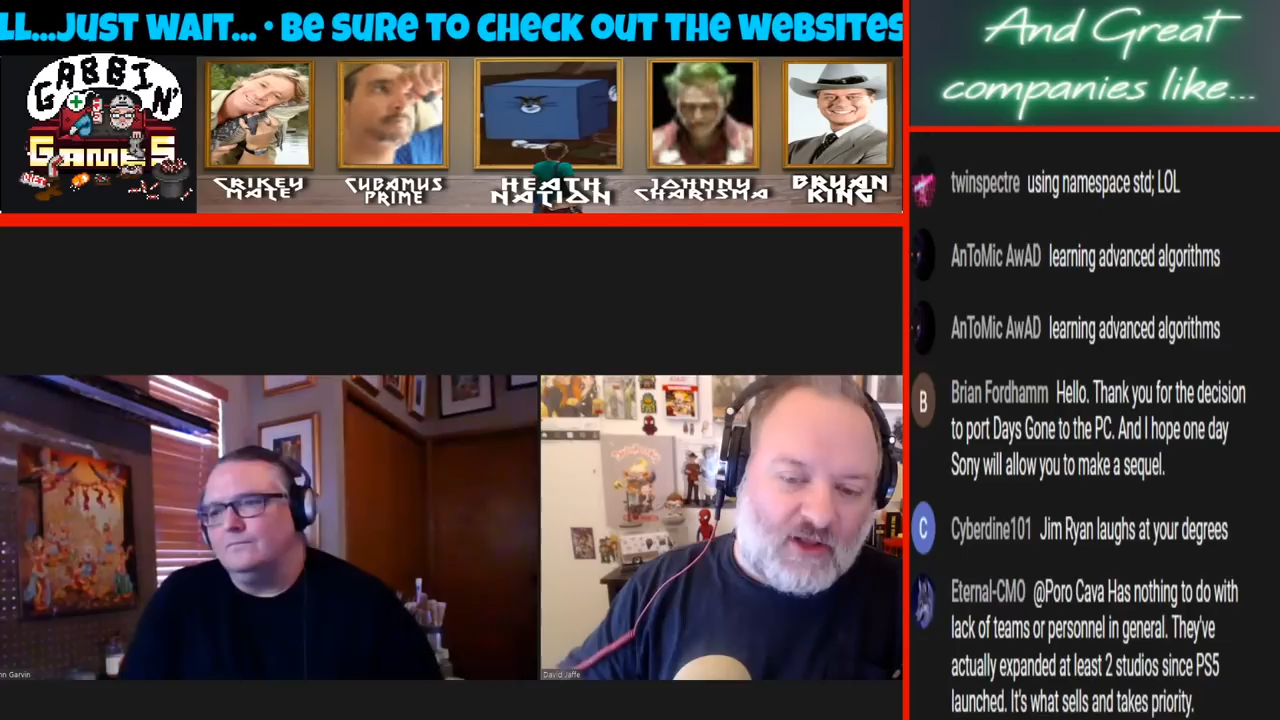 LL...JUST WAIT... • BE SURE TO CHECK OUT THE WEBSITES
GABBIN'
GAMES
CRIKEY
MATE
CUBAMUS
PRIME
HEATH
NATION
JOHNNY
CHARISMA
BRYAN
KING
nn Garvin
David Jaffe
And Great
companies like...
twinspectre using namespace std; LOL
AnToMic AwAD learning advanced algorithms
AnToMic AwAD learning advanced algorithms
B
Brian Fordhamm Hello. Thank you for the decision
to port Days Gone to the PC. And I hope one day
Sony will allow you to make a sequel.
C
Cyberdine101 Jim Ryan laughs at your degrees
Eternal-CMO @Poro Cava Has nothing to do with
lack of teams or personnel in general. They've
actually expanded at least 2 studios since PS5
launched. It's what sells and takes priority.